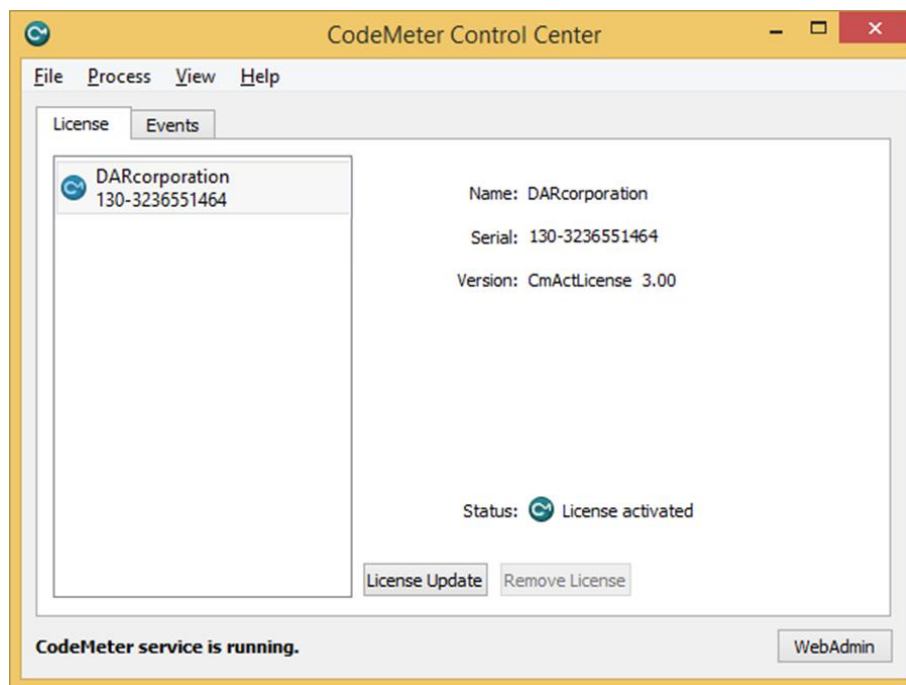 CodeMeter Control Center
File Process View Help
License Events
DARcorporation
130-3236551464
Name: DARcorporation
Serial: 130-3236551464
Version: CmActLicense 3.00
Status: License activated
License Update Remove License
CodeMeter service is running. WebAdmin